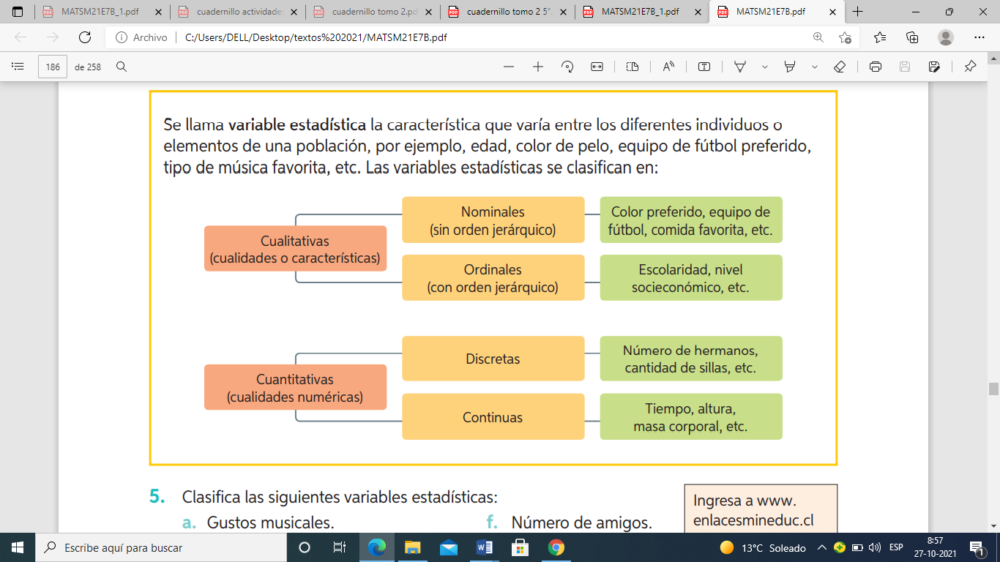 MATSM21E7B_1.pdf
cuadernillo actividade
cuadernillo tomo 2.pd
cuadernillo tomo 2 5°.
MATSM21E7B_1.pdf
MATSM21E7B.pdf
Archivo
C:/Users/DELL/Desktop/textos%202021/MATSM21E7B.pdf
186
de 258
Se llama variable estadística la característica que varía entre los diferentes individuos o
elementos de una población, por ejemplo, edad, color de pelo, equipo de fútbol preferido,
tipo de música favorita, etc. Las variables estadísticas se clasifican en:
Cualitativas
(cualidades o características)
Nominales
(sin orden jerárquico)
Color preferido, equipo de
fútbol, comida favorita, etc.
Ordinales
(con orden jerárquico)
Escolaridad, nivel
socieconómico, etc.
Cuantitativas
(cualidades numéricas)
Discretas
Número de hermanos,
cantidad de sillas, etc.
Continuas
Tiempo, altura,
masa corporal, etc.
5. Clasifica las siguientes variables estadísticas:
a. Gustos musicales.
f. Número de amigos.
Ingresa a www.
enlacesmineduc.cl
Escribe aquí para buscar
13°C Soleado
ESP
8:57
27-10-2021
1